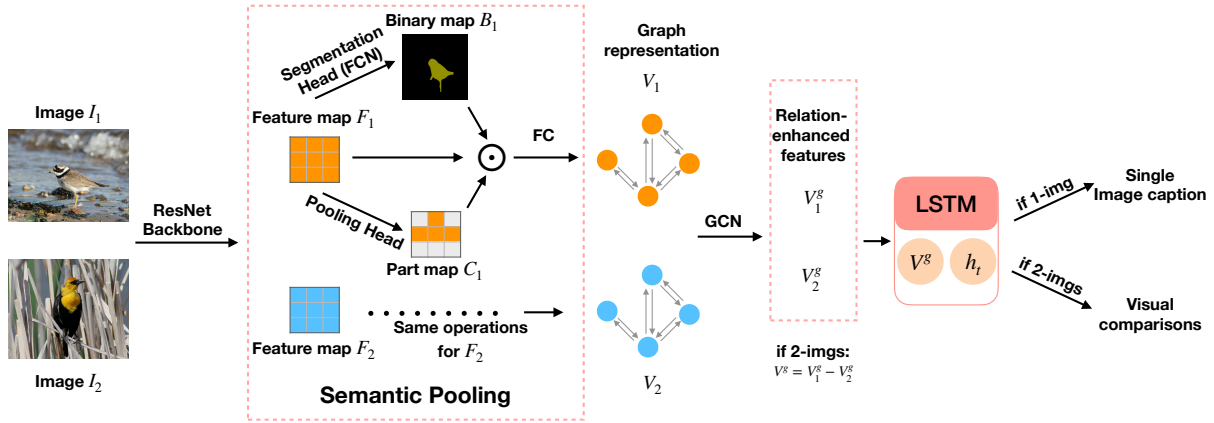 Image I₁
Image I₂
ResNet
Backbone
Segmentation
Head (FCN)
Binary map B₁
Feature map F₁
Pooling Head
Part map C₁
Feature map F₂
Same operations
for F₂
Semantic Pooling
FC
Graph
representation
V₁
V₂
GCN
Relation-
enhanced
features
V₁ᵍ
V₂ᵍ
if 2-imgs:
Vᵍ = V₁ᵍ − V₂ᵍ
LSTM
Vᵍ
hₜ
if 1-img
Single
Image caption
if 2-imgs
Visual
comparisons